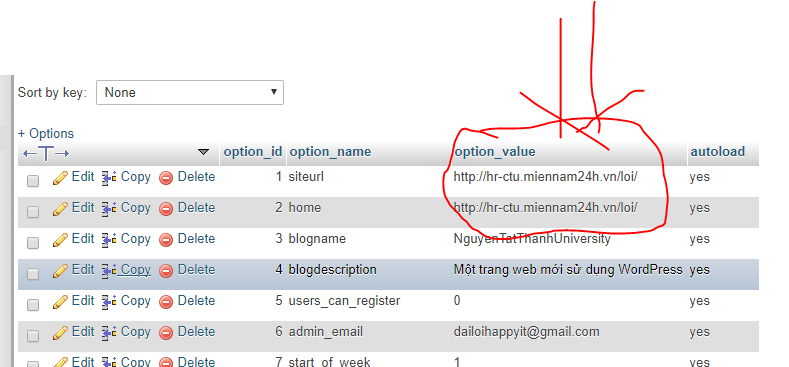 Sort by key: None
+ Options
←T→ option_id option_name option_value autoload
Edit Copy Delete 1 siteurl http://hr-ctu.miennam24h.vn/loi/ yes
Edit Copy Delete 2 home http://hr-ctu.miennam24h.vn/loi/ yes
Edit Copy Delete 3 blogname NguyenTatThanhUniversity yes
Edit Copy Delete 4 blogdescription Một trang web mới sử dụng WordPress yes
Edit Copy Delete 5 users_can_register 0 yes
Edit Copy Delete 6 admin_email dailoihappyit@gmail.com yes
Edit Copy Delete 7 start_of_week 1 yes